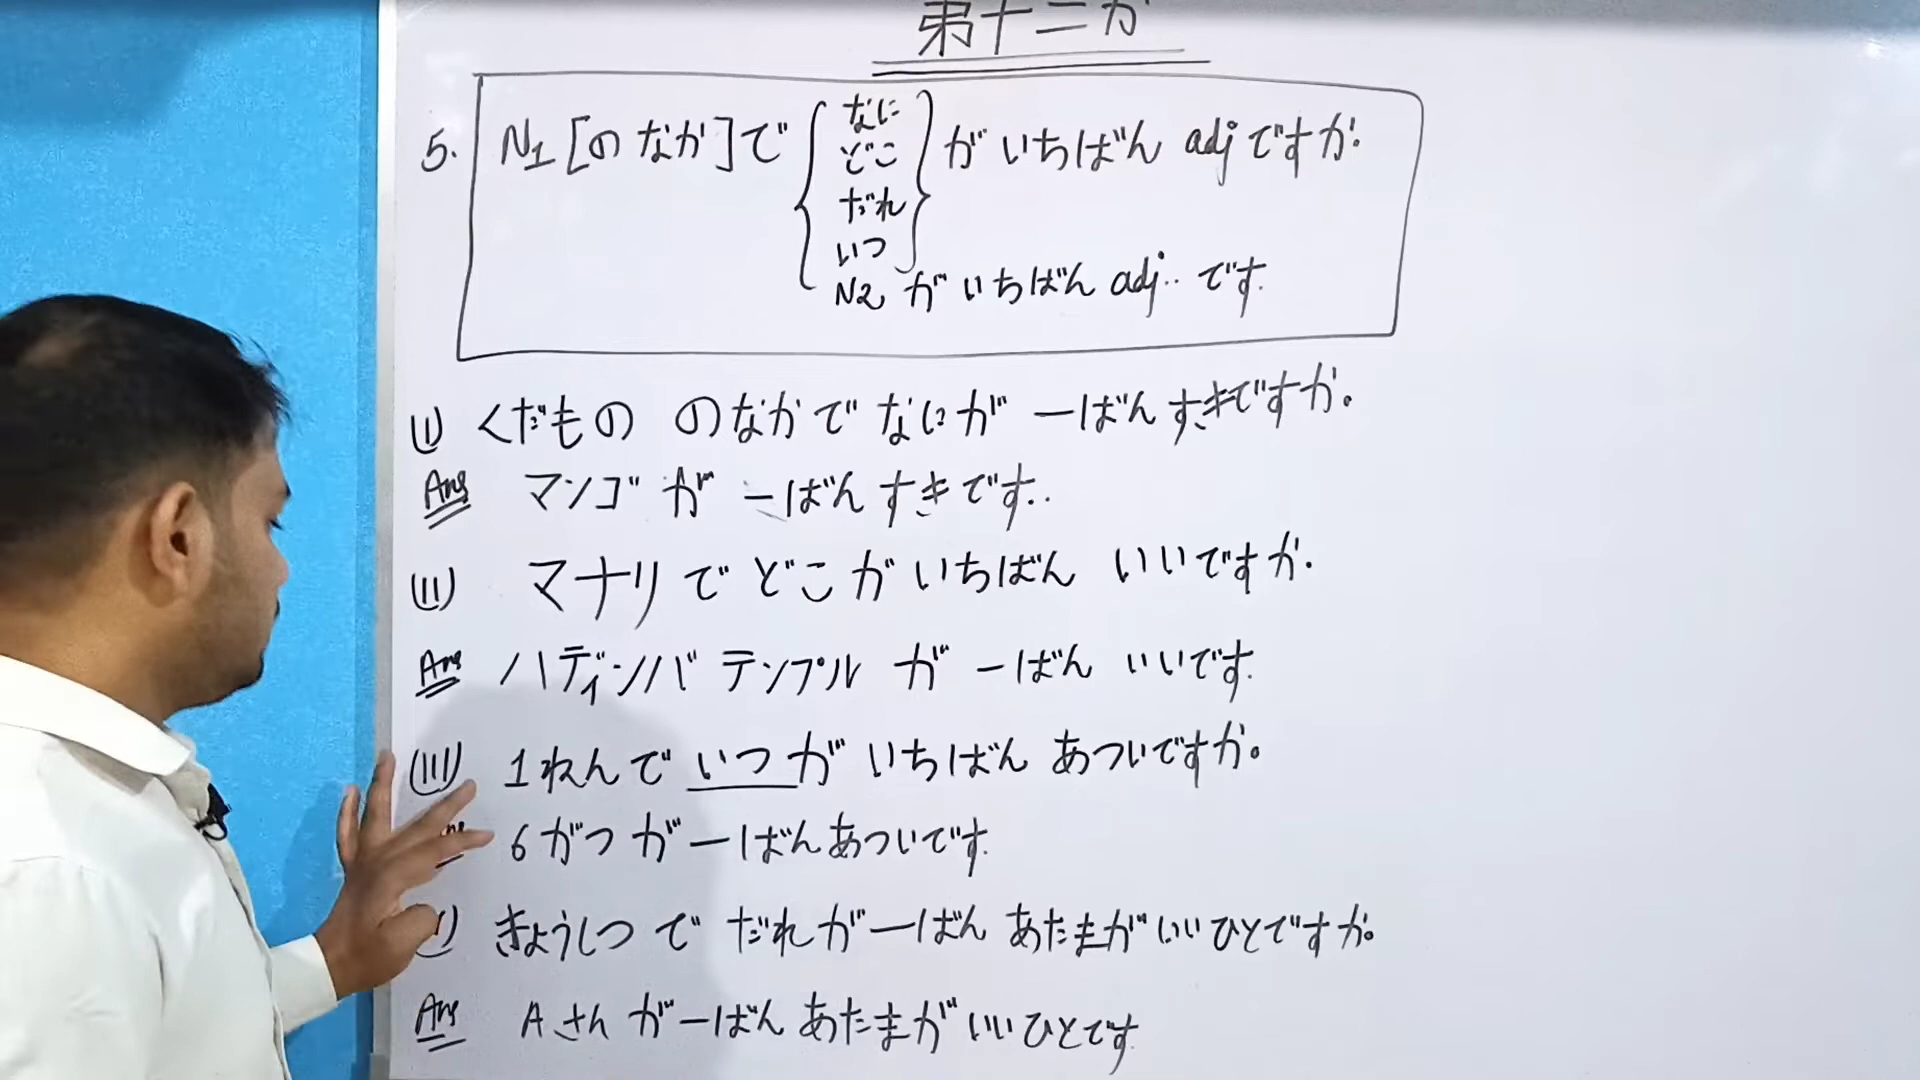 第十二か
5. N1 [の なか] で なに が いちばん adj ですか.
どこ
だれ
いつ
N2 が いちばん adj.. です.
(I) くだもの のなかで なにが 一ばん すきですか。
Ans マンゴ が 一ばん すきです..
(II) マナリ で どこ が いちばん いいですか.
Ans ハディンバ テンプル が 一ばん いいです.
(III) 1ねんで いつが いちばん あついですか。
6がつ が 一ばん あついです.
きょうしつ で だれが 一ばん あたまが いい ひとですか。
Ans A さん が 一ばん あたまが いい ひとです